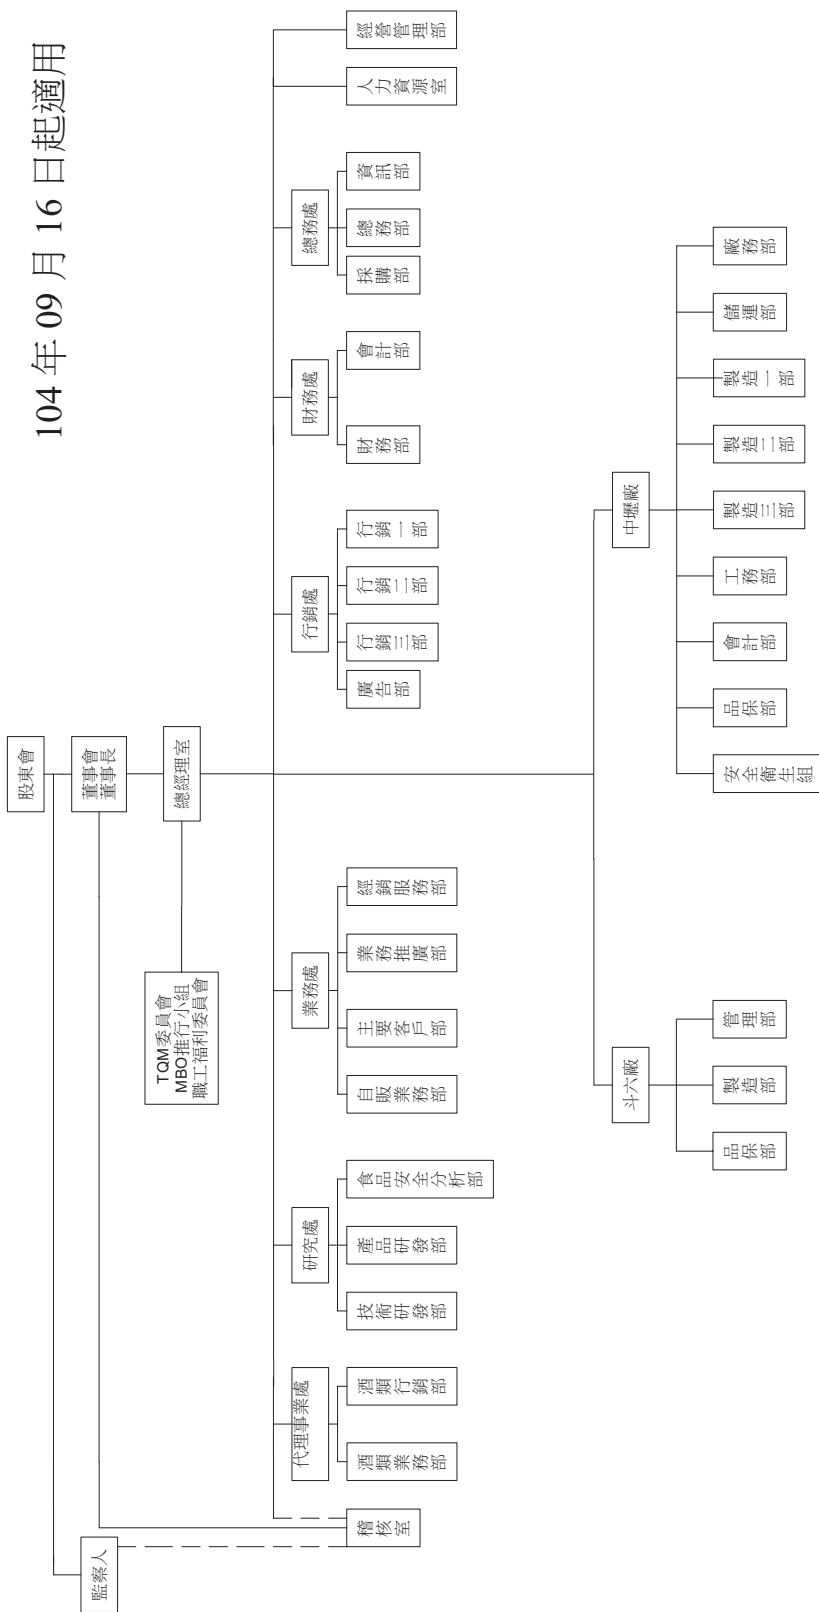 104 年 09 月 16 日起適用
股東會
監察人
董事會
董事長
總經理室
TQM委員會
MBO推行小組
職工福利委員會
稽核室
代理事業處
酒類業務部
酒類行銷部
研究處
技術研發部
產品研發部
食品安全分析部
業務處
自販業務部
主要客戶部
業務推廣部
經銷服務部
行銷處
廣告部
行銷三部
行銷二部
行銷一部
財務處
財務部
會計部
總務處
採購部
總務部
資訊部
人力資源室
經營管理部
斗六廠
品保部
製造部
管理部
中壢廠
安全衛生組
品保部
會計部
工務部
製造三部
製造二部
製造一部
儲運部
廠務部